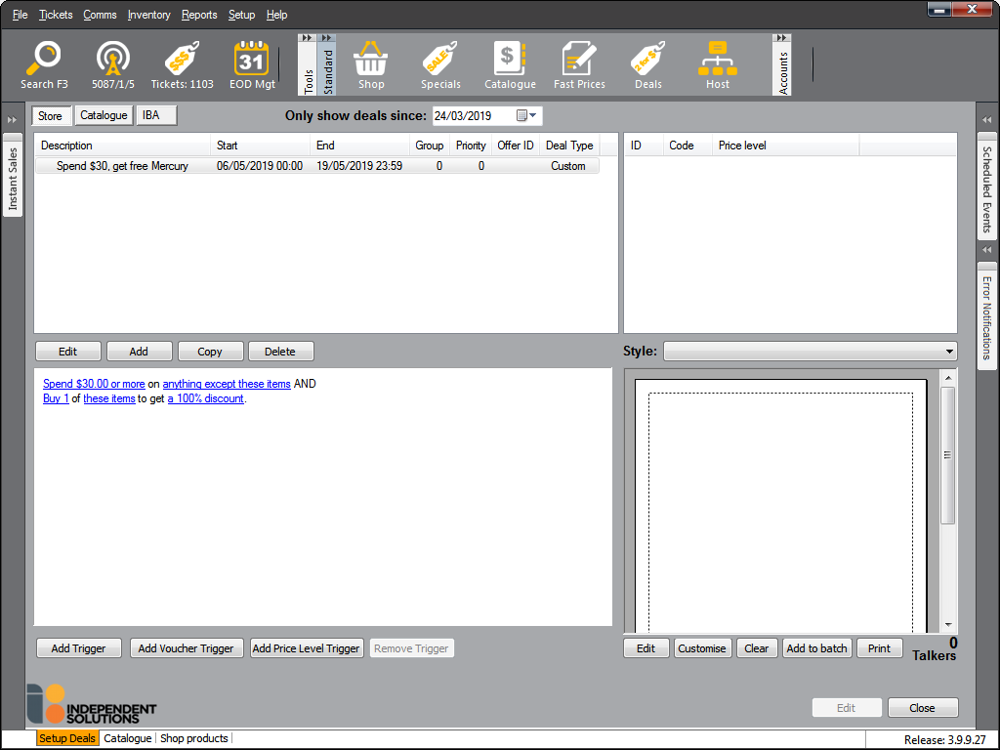 File Tickets Comms Inventory Reports Setup Help
X
Search F3
5087/1/5
Tickets: 1103
31
EOD Mgt
Tools
Standard
Shop
SALE!
Specials
$
Catalogue
Fast Prices
2 for $
Deals
Host
Accounts
Instant Sales
Store Catalogue IBA
Only show deals since: 24/03/2019
Description Start End Group Priority Offer ID Deal Type
Spend $30, get free Mercury 06/05/2019 00:00 19/05/2019 23:59 0 0 Custom
ID Code Price level
Scheduled Events
Error Notifications
Edit Add Copy Delete
Style:
Spend $30.00 or more on anything except these items AND
Buy 1 of these items to get a 100% discount.
Add Trigger Add Voucher Trigger Add Price Level Trigger Remove Trigger
Edit Customise Clear Add to batch Print
0
Talkers
INDEPENDENT
SOLUTIONS
Edit Close
Setup Deals Catalogue Shop products
Release: 3.9.9.27